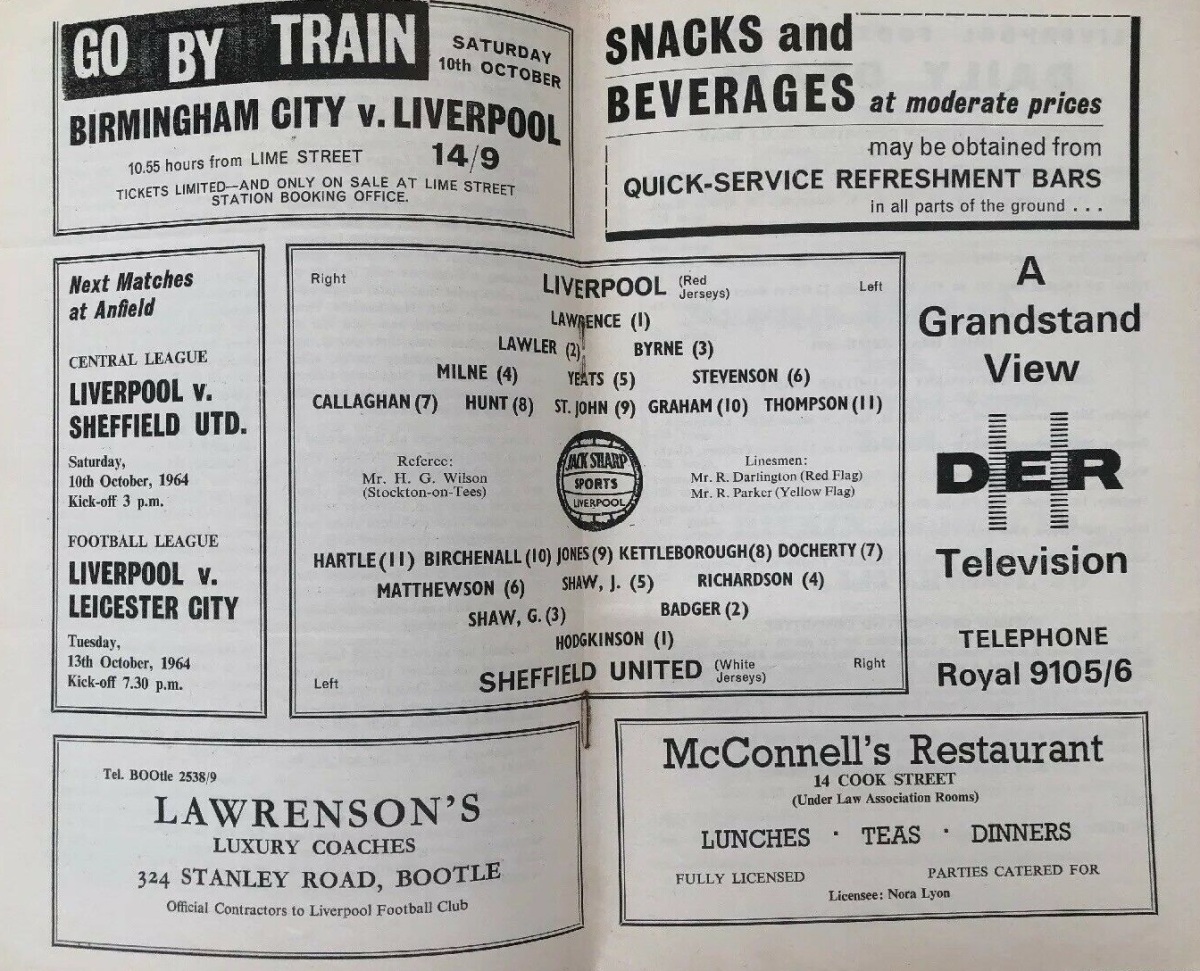 GO BY TRAIN
SATURDAY
10th OCTOBER
BIRMINGHAM CITY v. LIVERPOOL
10.55 hours from LIME STREET 14/9
TICKETS LIMITED—AND ONLY ON SALE AT LIME STREET
STATION BOOKING OFFICE.
SNACKS and
BEVERAGES at moderate prices
may be obtained from
QUICK-SERVICE REFRESHMENT BARS
in all parts of the ground . . .
Next Matches
at Anfield
CENTRAL LEAGUE
LIVERPOOL v.
SHEFFIELD UTD.
Saturday,
10th October, 1964
Kick-off 3 p.m.
FOOTBALL LEAGUE
LIVERPOOL v.
LEICESTER CITY
Tuesday,
13th October, 1964
Kick-off 7.30 p.m.
Right LIVERPOOL (Red Jerseys) Left
LAWRENCE (1)
LAWLER (2) BYRNE (3)
MILNE (4) YEATS (5) STEVENSON (6)
CALLAGHAN (7) HUNT (8) ST. JOHN (9) GRAHAM (10) THOMPSON (11)
Referee:
Mr. H. G. Wilson
(Stockton-on-Tees)
JACK SHARP
SPORTS
LIVERPOOL
Linesmen:
Mr. R. Darlington (Red Flag)
Mr. R. Parker (Yellow Flag)
HARTLE (11) BIRCHENALL (10) JONES (9) KETTLEBOROUGH (8) DOCHERTY (7)
MATTHEWSON (6) SHAW, J. (5) RICHARDSON (4)
SHAW, G. (3) BADGER (2)
HODGKINSON (1)
Left SHEFFIELD UNITED (White Jerseys) Right
A
Grandstand
View
DER
Television
TELEPHONE
Royal 9105/6
Tel. BOOtle 2538/9
LAWRENSON'S
LUXURY COACHES
324 STANLEY ROAD, BOOTLE
Official Contractors to Liverpool Football Club
McConnell's Restaurant
14 COOK STREET
(Under Law Association Rooms)
LUNCHES · TEAS · DINNERS
FULLY LICENSED PARTIES CATERED FOR
Licensee: Nora Lyon